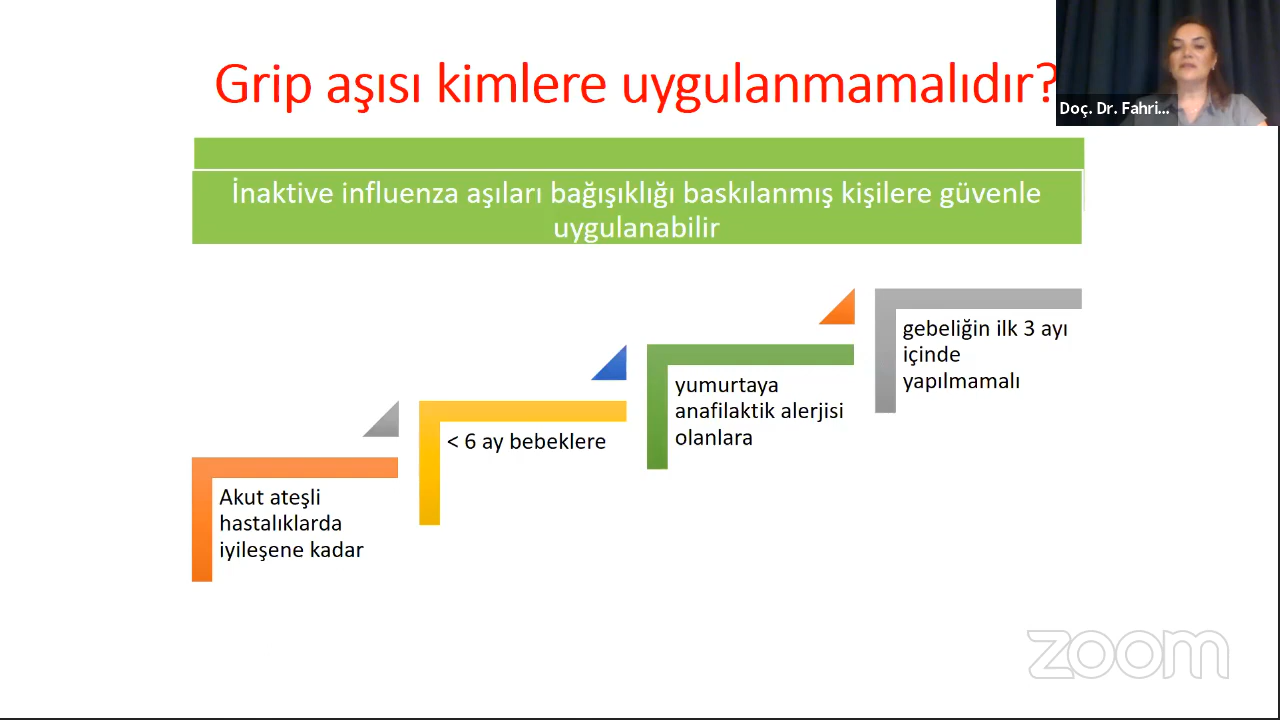 Grip aşısı kimlere uygulanmamalıdır?
Doç. Dr. Fahri...
İnaktive influenza aşıları bağışıklığı baskılanmış kişilere güvenle
uygulanabilir
Akut ateşli
hastalıklarda
iyileşene kadar
< 6 ay bebeklere
yumurtaya
anafilaktik alerjisi
olanlara
gebeliğin ilk 3 ayı
içinde
yapılmamalı
zoom